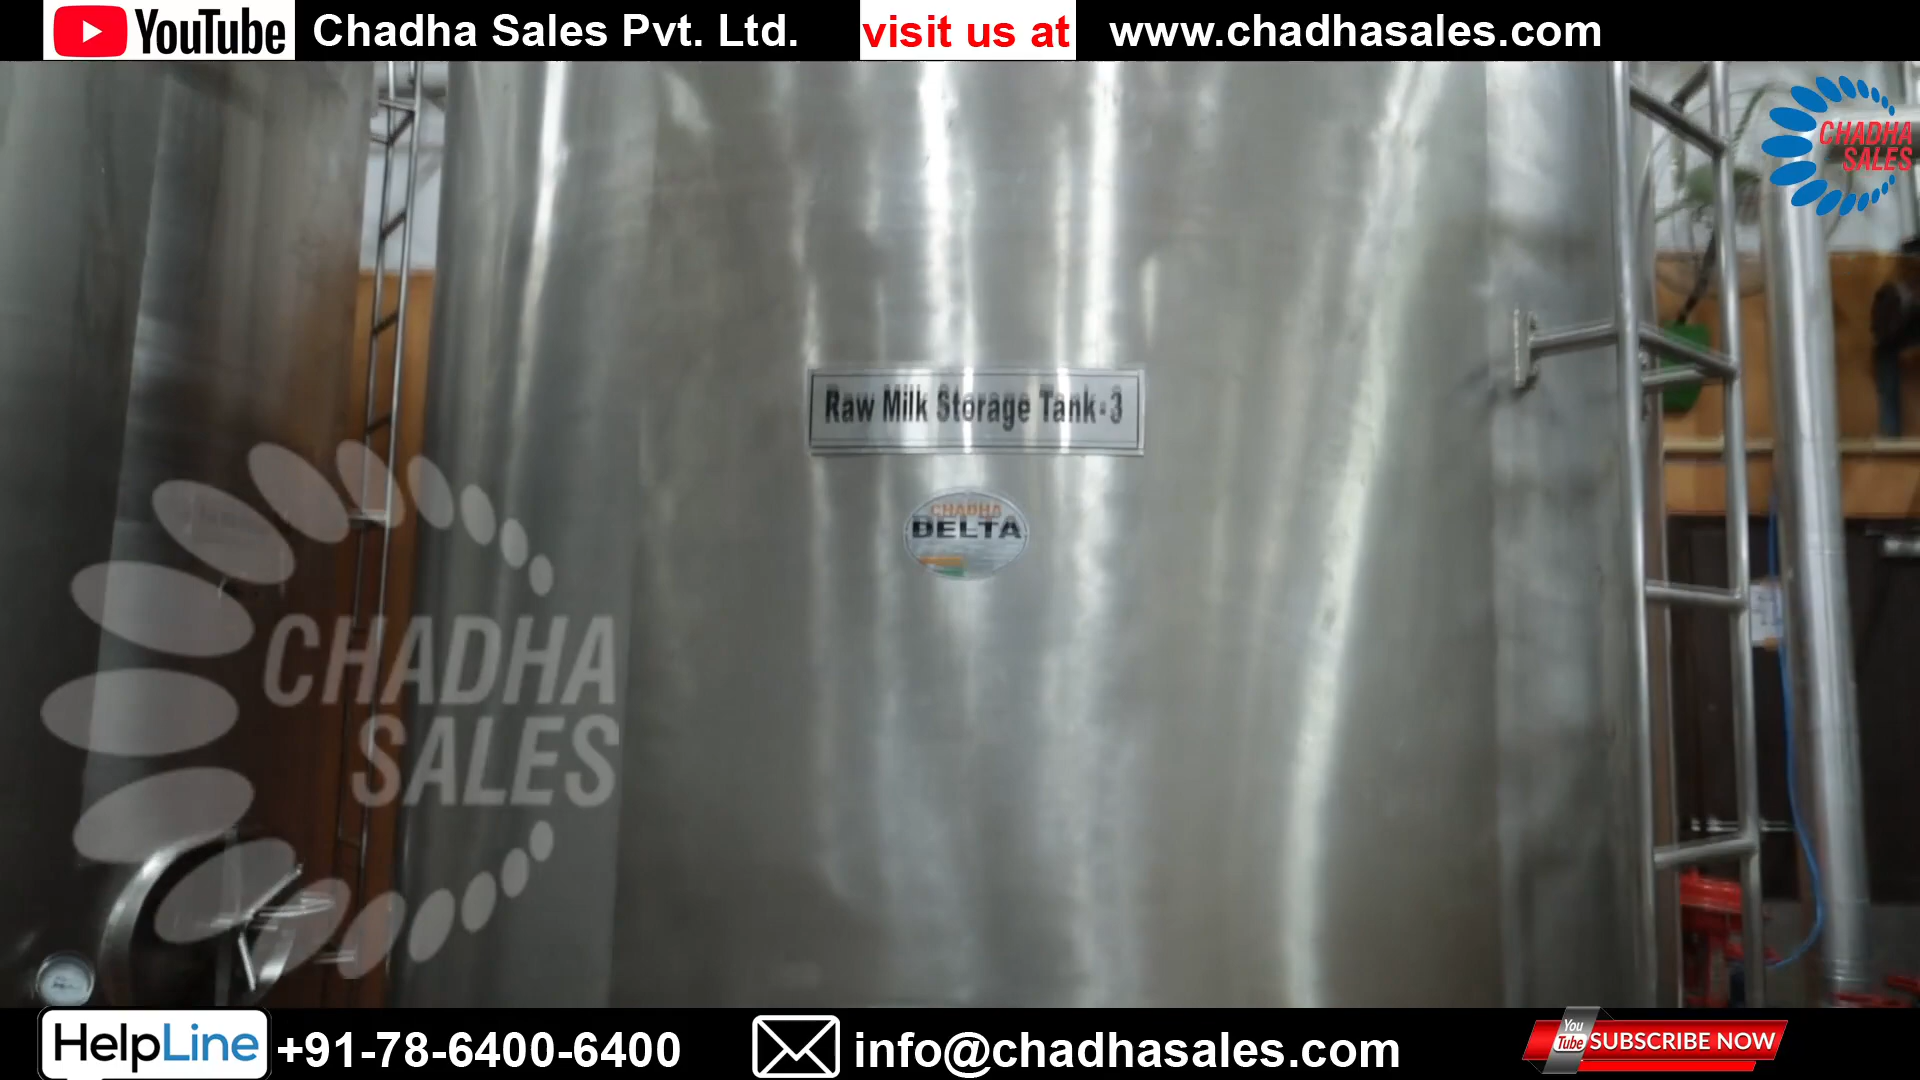 YouTube Chadha Sales Pvt. Ltd. visit us at www.chadhasales.com
CHADHA
SALES
Raw Milk Storage Tank-3
CHADHA
DELTA
CHADHA
SALES
HelpLine +91-78-6400-6400 info@chadhasales.com You Tube SUBSCRIBE NOW